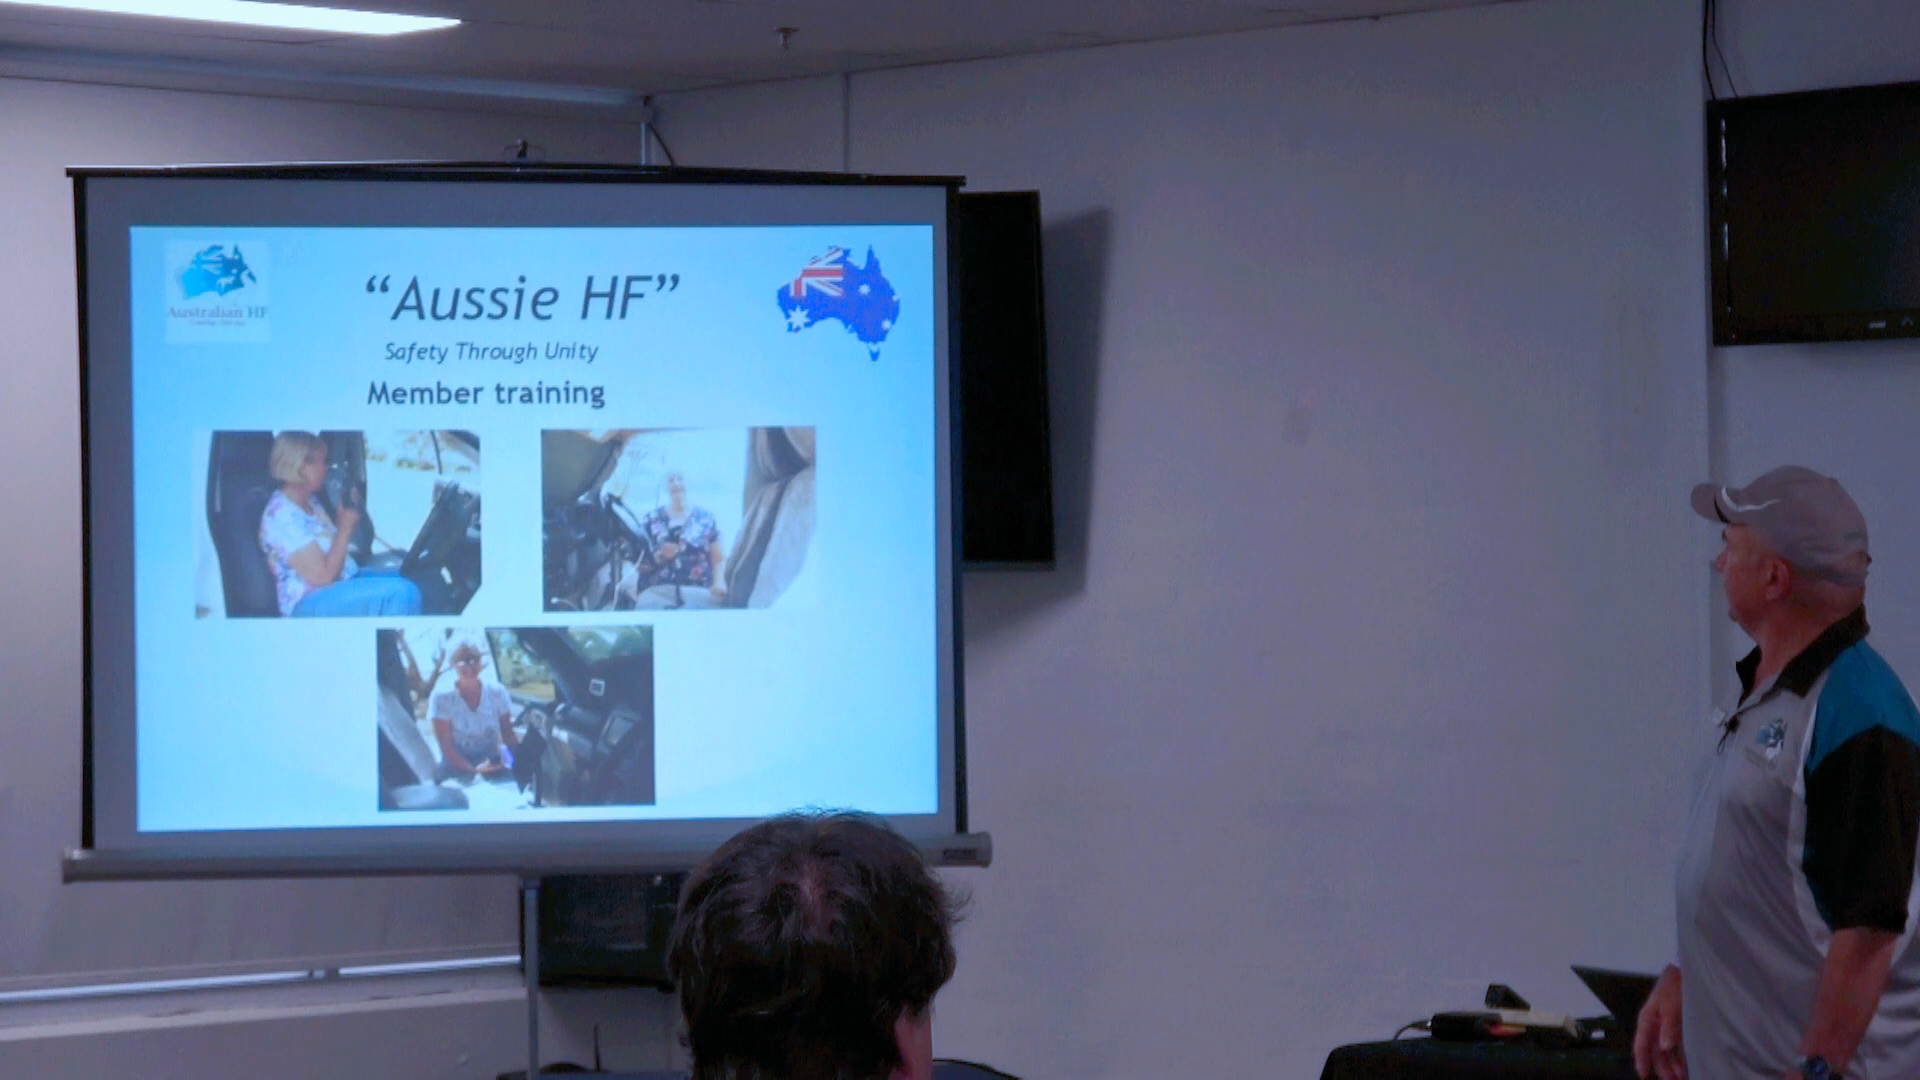 “Aussie HF”
Australian HF
Safety Through Unity
Member training